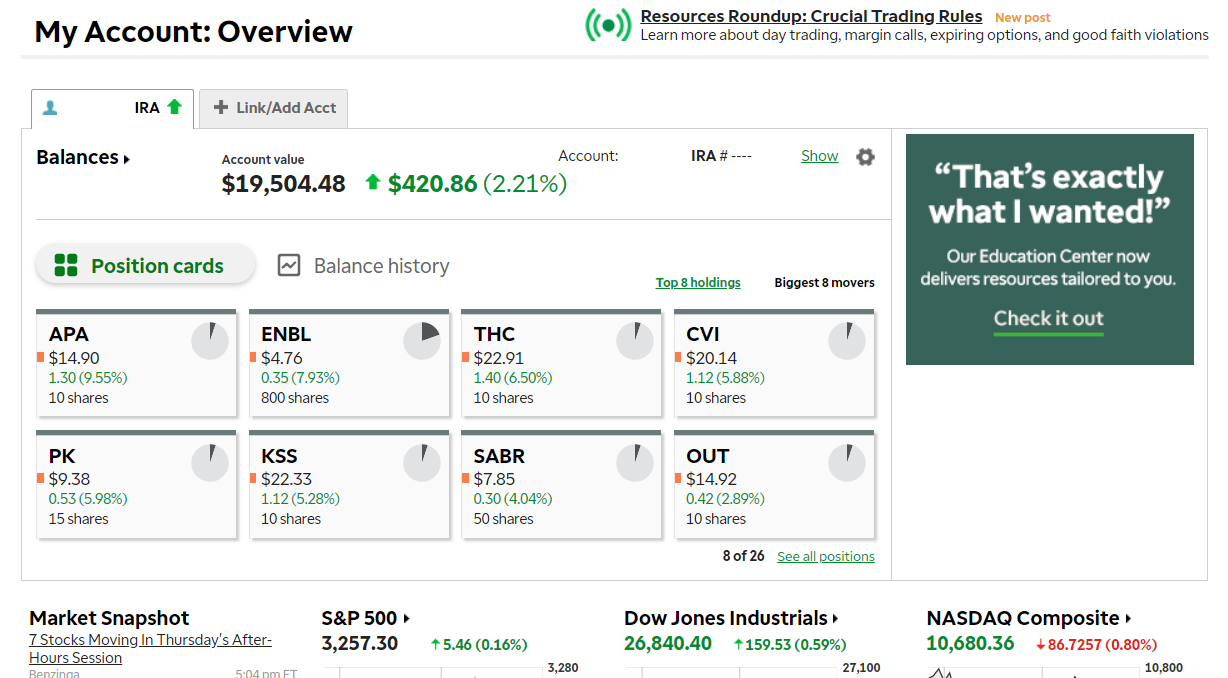 My Account: Overview
Resources Roundup: Crucial Trading Rules New post
Learn more about day trading, margin calls, expiring options, and good faith violations
IRA
Link/Add Acct
Balances
Account value
$19,504.48 $420.86 (2.21%)
Account: IRA # ---- Show
“That’s exactly
what I wanted!”
Our Education Center now
delivers resources tailored to you.
Check it out
Position cards
Balance history
Top 8 holdings Biggest 8 movers
APA
$14.90
1.30 (9.55%)
10 shares
ENBL
$4.76
0.35 (7.93%)
800 shares
THC
$22.91
1.40 (6.50%)
10 shares
CVI
$20.14
1.12 (5.88%)
10 shares
PK
$9.38
0.53 (5.98%)
15 shares
KSS
$22.33
1.12 (5.28%)
10 shares
SABR
$7.85
0.30 (4.04%)
50 shares
OUT
$14.92
0.42 (2.89%)
10 shares
8 of 26 See all positions
Market Snapshot
7 Stocks Moving In Thursday's After-
Hours Session
Benzinga 5:04 pm ET
S&P 500
3,257.30 5.46 (0.16%)
3,280
Dow Jones Industrials
26,840.40 159.53 (0.59%)
27,100
NASDAQ Composite
10,680.36 86.7257 (0.80%)
10,800